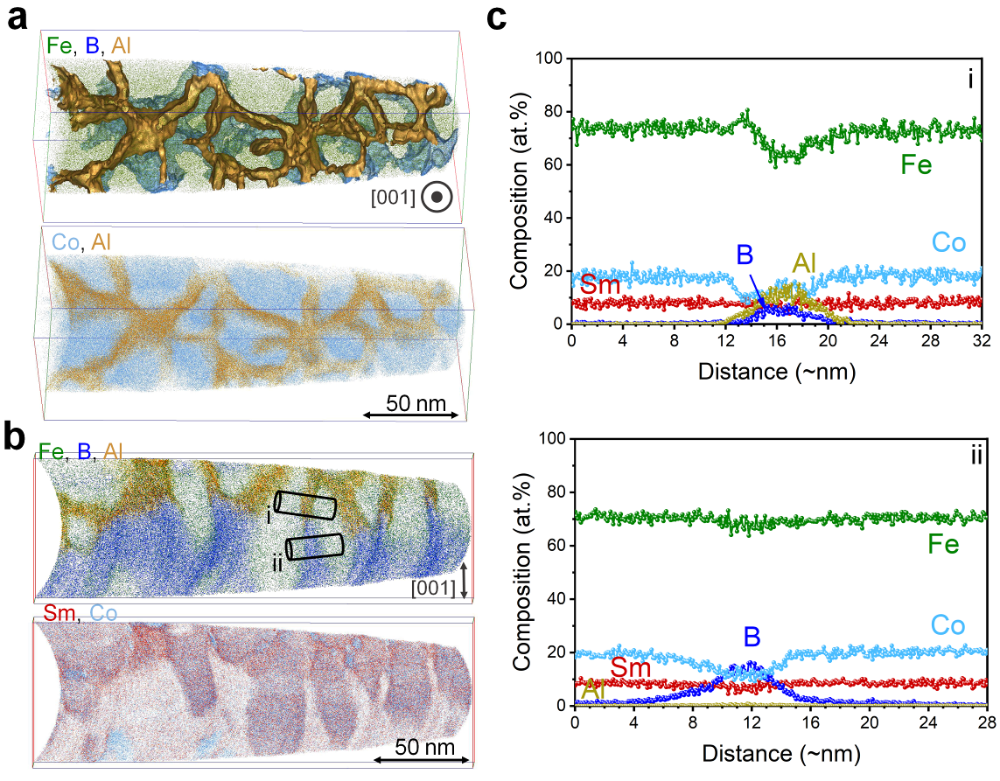 a
Fe, B, Al
[001]
Co, Al
50 nm
b
Fe, B, Al
i
ii
[001]
Sm, Co
50 nm
c
100
80
60
40
20
0
Composition (at.%)
i
Fe
Co
B
Al
Sm
0 4 8 12 16 20 24 28 32
Distance (~nm)
100
80
60
40
20
0
Composition (at.%)
ii
Fe
Co
B
Sm
Al
0 4 8 12 16 20 24 28
Distance (~nm)